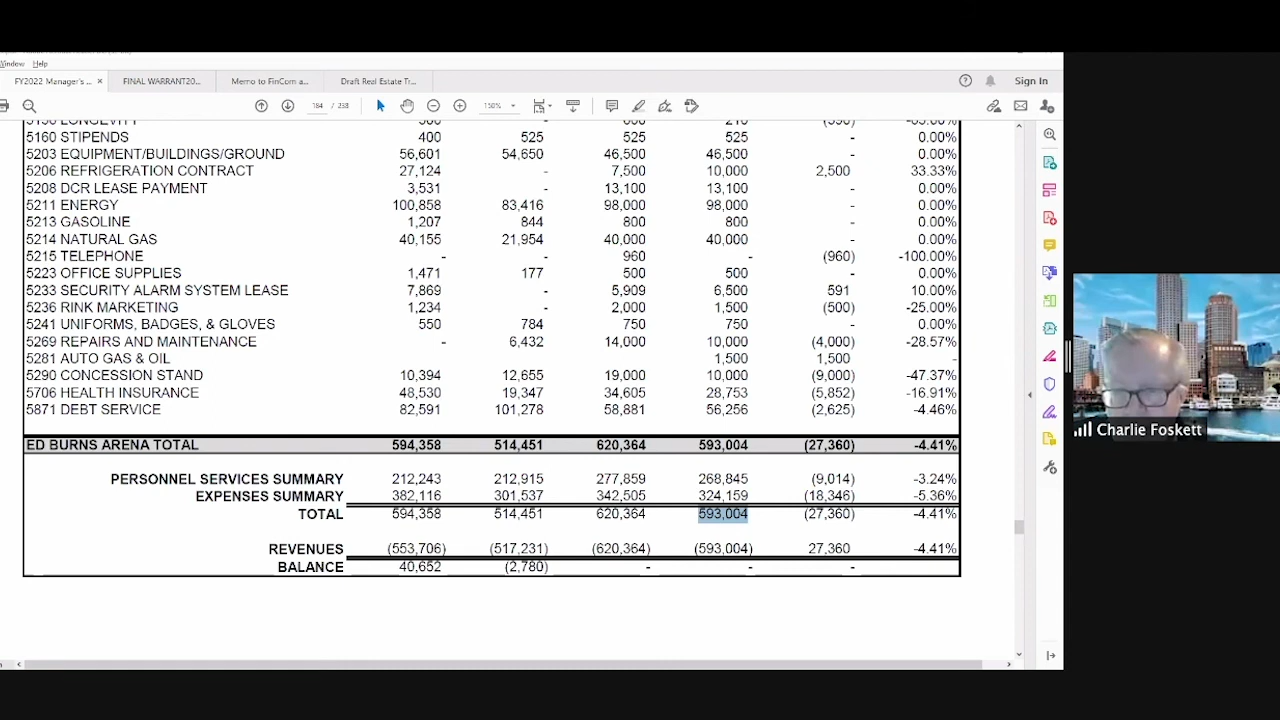 Window Help
FY2022 Manager's ... × FINAL WARRANT20... Memo to FinCom a... Draft Real Estate Tr... Sign In
184 / 238 150%
5160 STIPENDS 400 525 525 525 - 0.00%
5203 EQUIPMENT/BUILDINGS/GROUND 56,601 54,650 46,500 46,500 - 0.00%
5206 REFRIGERATION CONTRACT 27,124 - 7,500 10,000 2,500 33.33%
5208 DCR LEASE PAYMENT 3,531 - 13,100 13,100 - 0.00%
5211 ENERGY 100,858 83,416 98,000 98,000 - 0.00%
5213 GASOLINE 1,207 844 800 800 - 0.00%
5214 NATURAL GAS 40,155 21,954 40,000 40,000 - 0.00%
5215 TELEPHONE - - 960 - (960) -100.00%
5223 OFFICE SUPPLIES 1,471 177 500 500 - 0.00%
5233 SECURITY ALARM SYSTEM LEASE 7,869 - 5,909 6,500 591 10.00%
5236 RINK MARKETING 1,234 - 2,000 1,500 (500) -25.00%
5241 UNIFORMS, BADGES, & GLOVES 550 784 750 750 - 0.00%
5269 REPAIRS AND MAINTENANCE - 6,432 14,000 10,000 (4,000) -28.57%
5281 AUTO GAS & OIL 1,500 1,500 -
5290 CONCESSION STAND 10,394 12,655 19,000 10,000 (9,000) -47.37%
5706 HEALTH INSURANCE 48,530 19,347 34,605 28,753 (5,852) -16.91%
5871 DEBT SERVICE 82,591 101,278 58,881 56,256 (2,625) -4.46%
ED BURNS ARENA TOTAL 594,358 514,451 620,364 593,004 (27,360) -4.41%
PERSONNEL SERVICES SUMMARY 212,243 212,915 277,859 268,845 (9,014) -3.24%
EXPENSES SUMMARY 382,116 301,537 342,505 324,159 (18,346) -5.36%
TOTAL 594,358 514,451 620,364 593,004 (27,360) -4.41%
REVENUES (553,706) (517,231) (620,364) (593,004) 27,360 -4.41%
BALANCE 40,652 (2,780) - - -
Charlie Foskett